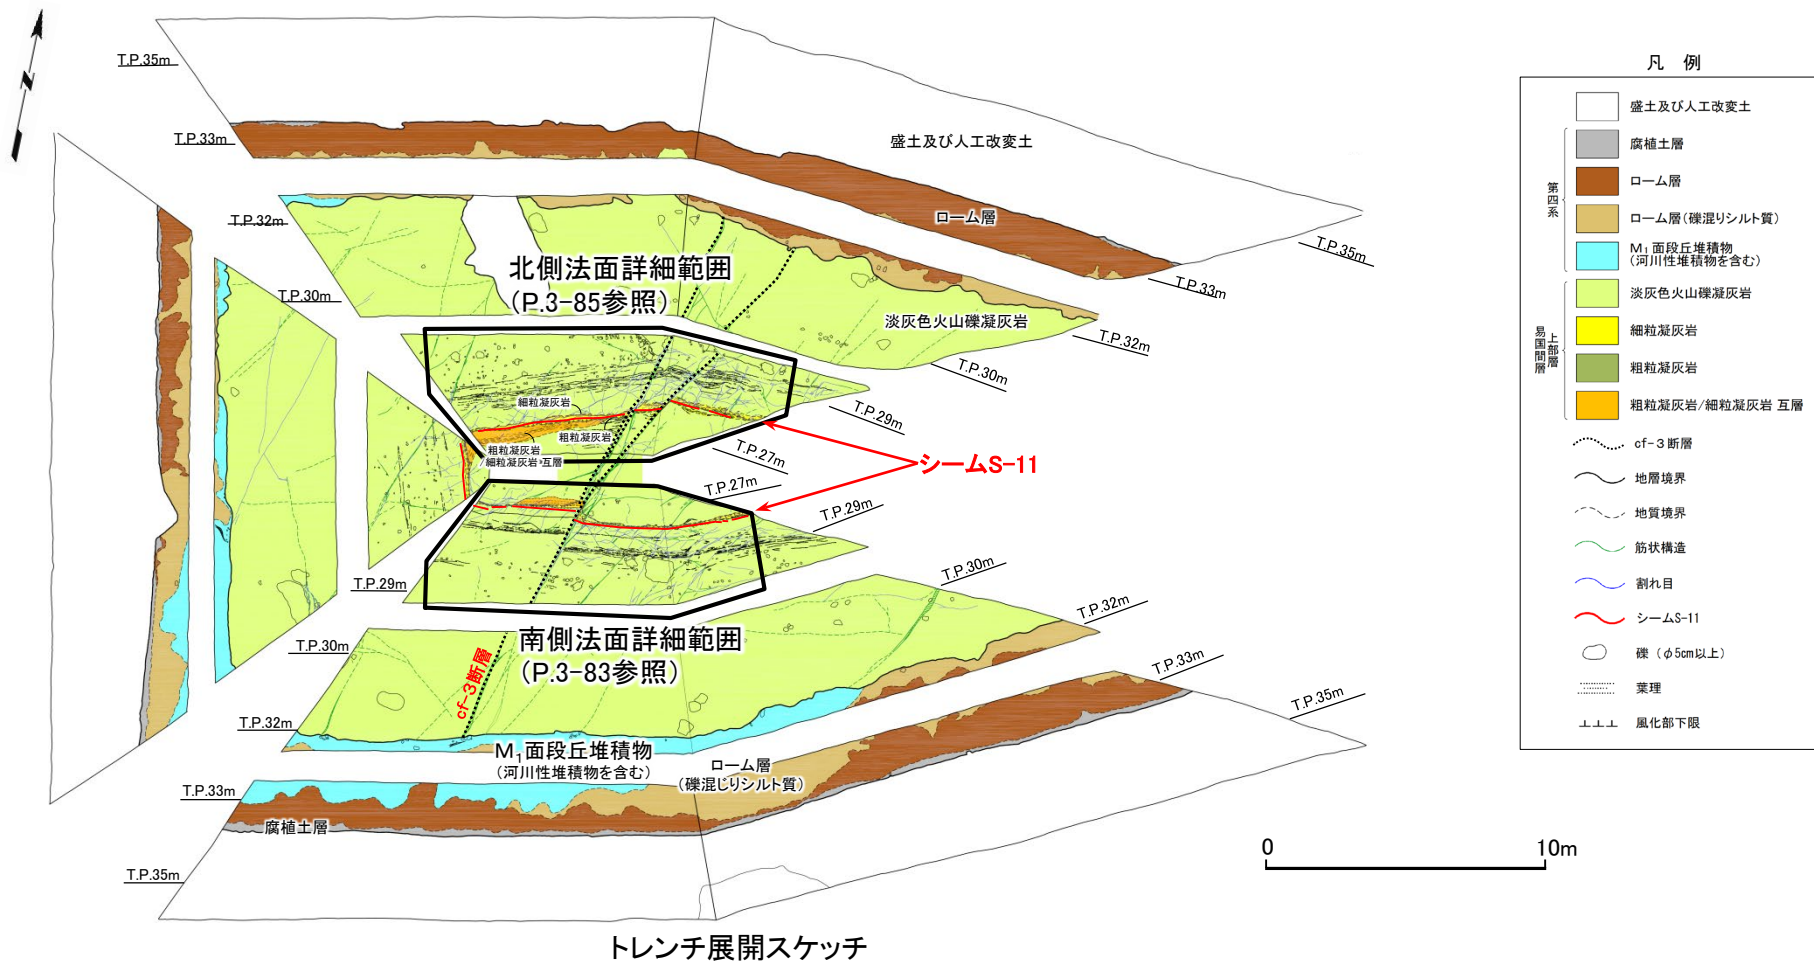 N
T.P.35m
T.P.33m
T.P.32m
T.P.30m
盛土及び人工改変土
ローム層
T.P.35m
T.P.33m
T.P.32m
T.P.30m
T.P.29m
T.P.27m
T.P.27m
T.P.29m
T.P.30m
T.P.32m
T.P.33m
T.P.35m
北側法面詳細範囲
(P.3-85参照)
淡灰色火山礫凝灰岩
細粒凝灰岩
粗粒凝灰岩
粗粒凝灰岩
/細粒凝灰岩 互層
シームS-11
T.P.29m
T.P.30m
T.P.32m
T.P.33m
T.P.35m
南側法面詳細範囲
(P.3-83参照)
cf-3断層
M1面段丘堆積物
(河川性堆積物を含む)
ローム層
(礫混じりシルト質)
腐植土層
0 10m
トレンチ展開スケッチ
凡 例
盛土及び人工改変土
第四系
腐植土層
ローム層
ローム層(礫混りシルト質)
M1面段丘堆積物
(河川性堆積物を含む)
易国間層
上部層
淡灰色火山礫凝灰岩
細粒凝灰岩
粗粒凝灰岩
粗粒凝灰岩/細粒凝灰岩 互層
cf-3断層
地層境界
地質境界
筋状構造
割れ目
シームS-11
礫(φ5cm以上)
葉理
風化部下限